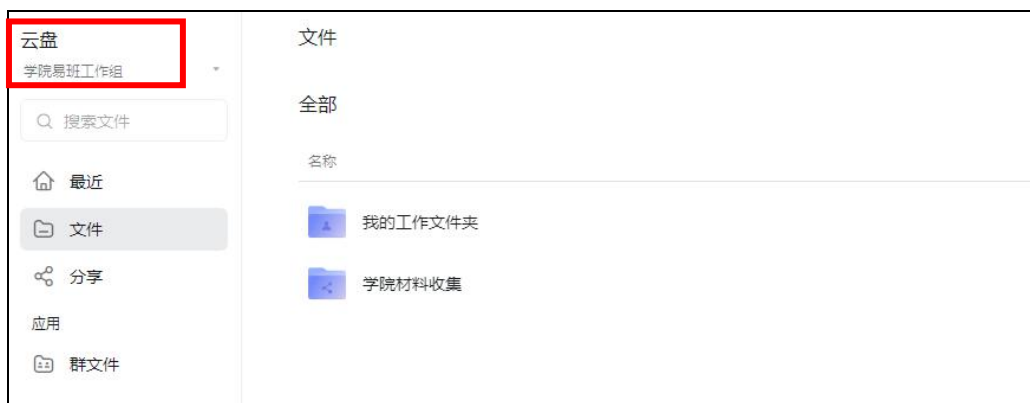 云盘
学院易班工作组
搜索文件
最近
文件
分享
应用
群文件
文件
全部
名称
我的工作文件夹
学院材料收集